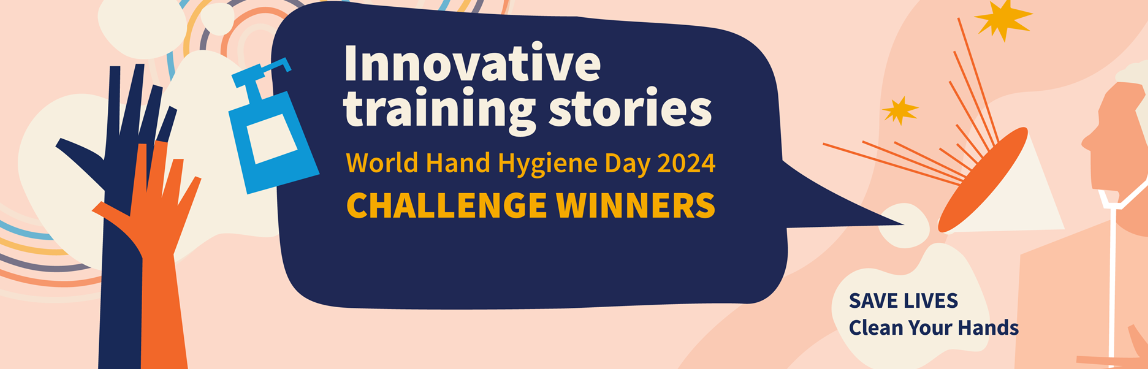 Innovative
training stories
World Hand Hygiene Day 2024
CHALLENGE WINNERS
SAVE LIVES
Clean Your Hands